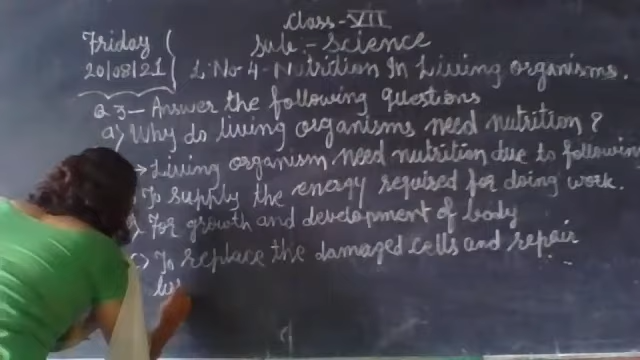 Class-VII
Friday
20/08/21
Sub:- Science
L.No 4 - Nutrition In Living organisms.
Q 3 - Answer the following questions
a) Why do living organisms need nutrition ?
→ Living organism need nutrition due to following
To supply the energy required for doing work.
For growth and development of body
c) To replace the damaged cells and repair